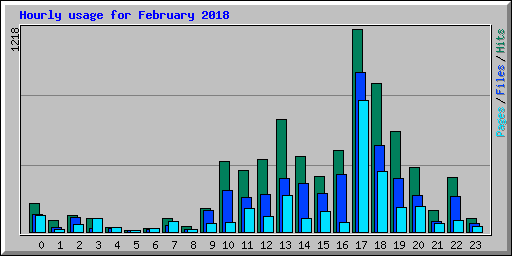 Hourly usage for February 2018
1218
Pages/Files/Hits
0 1 2 3 4 5 6 7 8 9 10 11 12 13 14 15 16 17 18 19 20 21 22 23